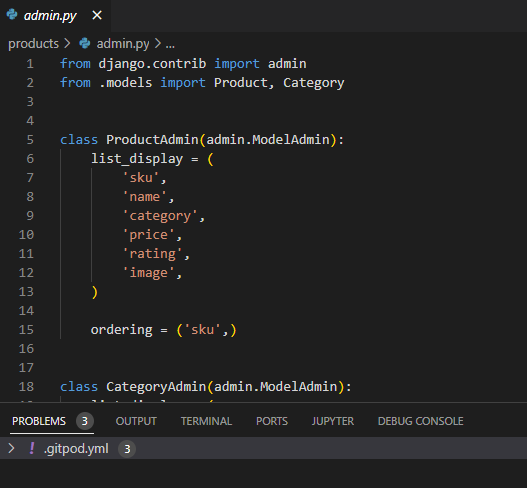 admin.py ×
products > admin.py > ...
1 from django.contrib import admin
2 from .models import Product, Category
3
4
5 class ProductAdmin(admin.ModelAdmin):
6     list_display = (
7         'sku',
8         'name',
9         'category',
10         'price',
11         'rating',
12         'image',
13     )
14
15     ordering = ('sku',)
16
17
18 class CategoryAdmin(admin.ModelAdmin):
PROBLEMS 3 OUTPUT TERMINAL PORTS JUPYTER DEBUG CONSOLE
> ! .gitpod.yml 3